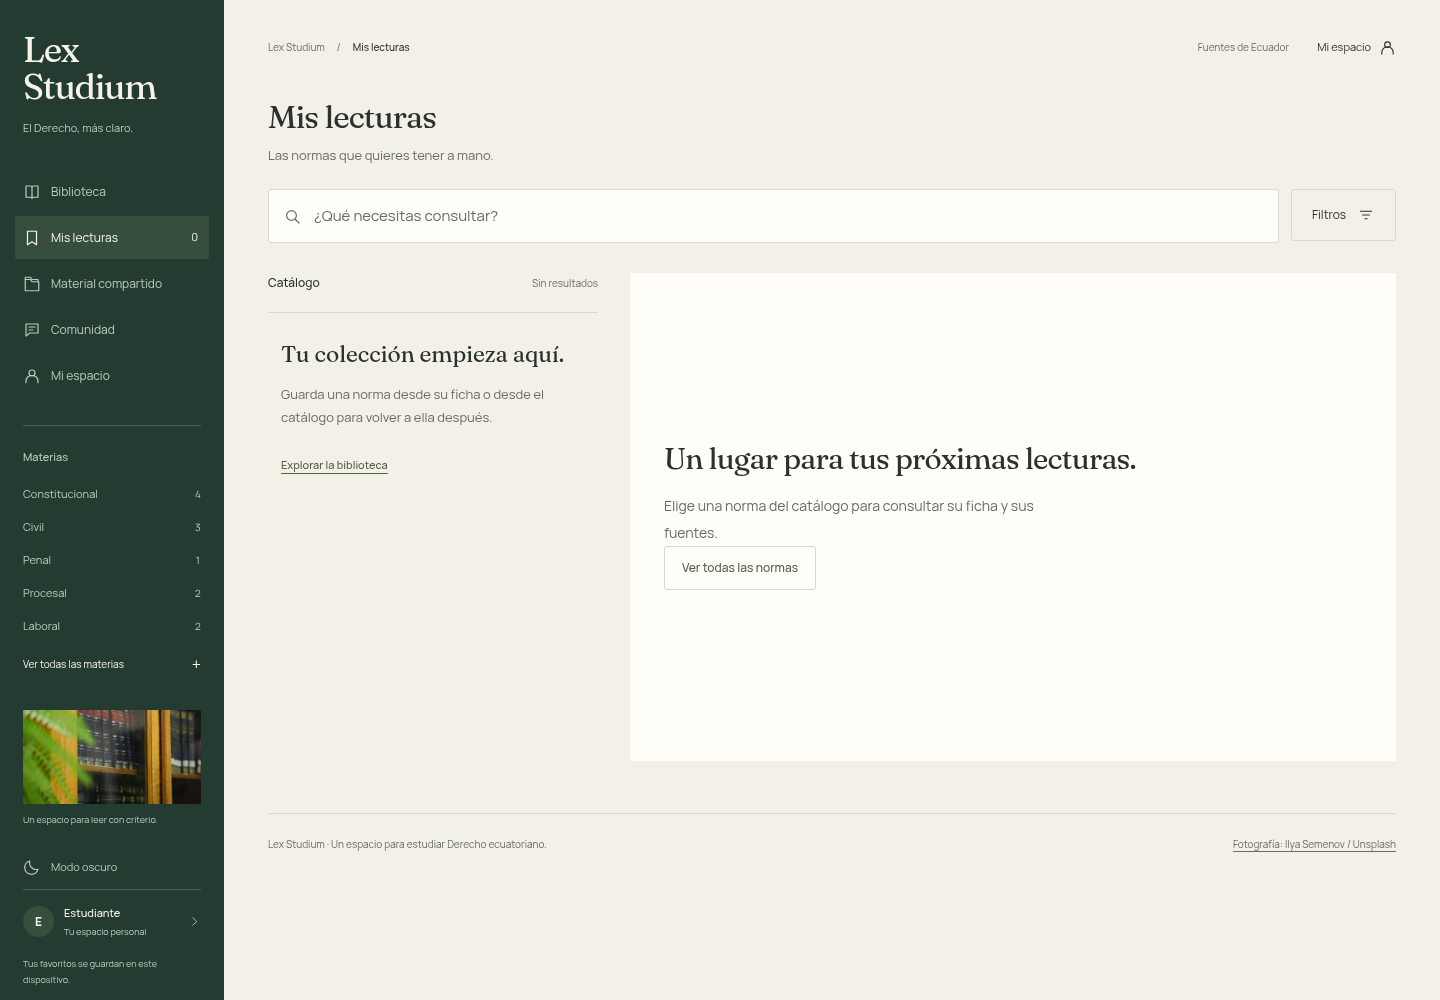 Lex
Studium
El Derecho, más claro.
Biblioteca
Mis lecturas 0
Material compartido
Comunidad
Mi espacio
Materias
Constitucional 4
Civil 3
Penal 1
Procesal 2
Laboral 2
Ver todas las materias +
Un espacio para leer con criterio.
Modo oscuro
E
Estudiante
Tu espacio personal
Tus favoritos se guardan en este
dispositivo.
Lex Studium / Mis lecturas
Fuentes de Ecuador
Mi espacio
Mis lecturas
Las normas que quieres tener a mano.
¿Qué necesitas consultar?
Filtros
Catálogo
Sin resultados
Tu colección empieza aquí.
Guarda una norma desde su ficha o desde el
catálogo para volver a ella después.
Explorar la biblioteca
Un lugar para tus próximas lecturas.
Elige una norma del catálogo para consultar su ficha y sus
fuentes.
Ver todas las normas
Lex Studium · Un espacio para estudiar Derecho ecuatoriano.
Fotografía: Ilya Semenov / Unsplash